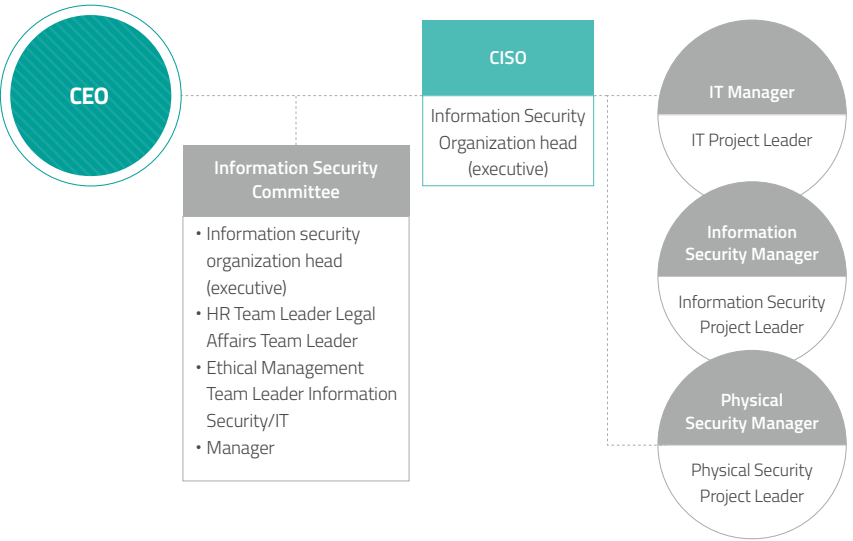 CEO
CISO
Information Security
Organization head
(executive)
Information Security
Committee
• Information security
organization head
(executive)
• HR Team Leader Legal
Affairs Team Leader
• Ethical Management
Team Leader Information
Security/IT
• Manager
IT Manager
IT Project Leader
Information
Security Manager
Information Security
Project Leader
Physical
Security Manager
Physical Security
Project Leader